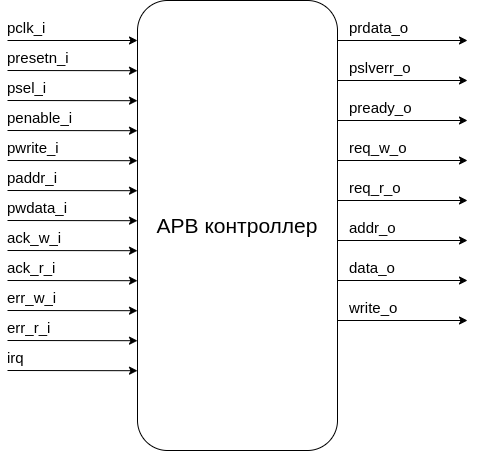 pclk_i
presetn_i
psel_i
penable_i
pwrite_i
paddr_i
pwdata_i
ack_w_i
ack_r_i
err_w_i
err_r_i
irq
APB контроллер
prdata_o
pslverr_o
pready_o
req_w_o
req_r_o
addr_o
data_o
write_o